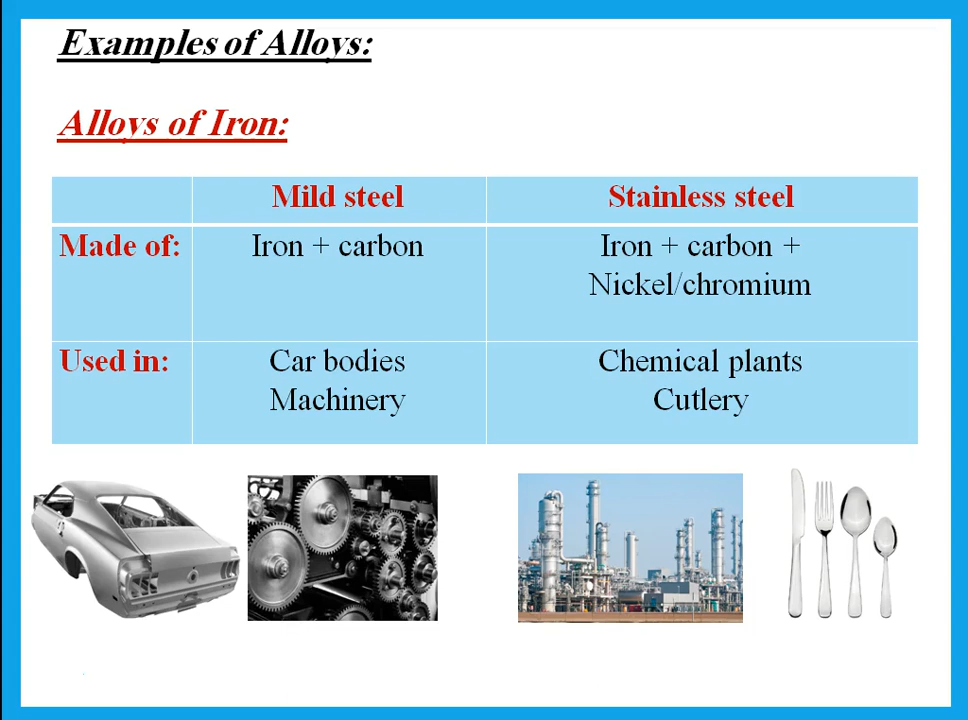 Examples of Alloys:
Alloys of Iron:
Mild steel
Stainless steel
Made of:
Iron + carbon
Iron + carbon +
Nickel/chromium
Used in:
Car bodies
Machinery
Chemical plants
Cutlery